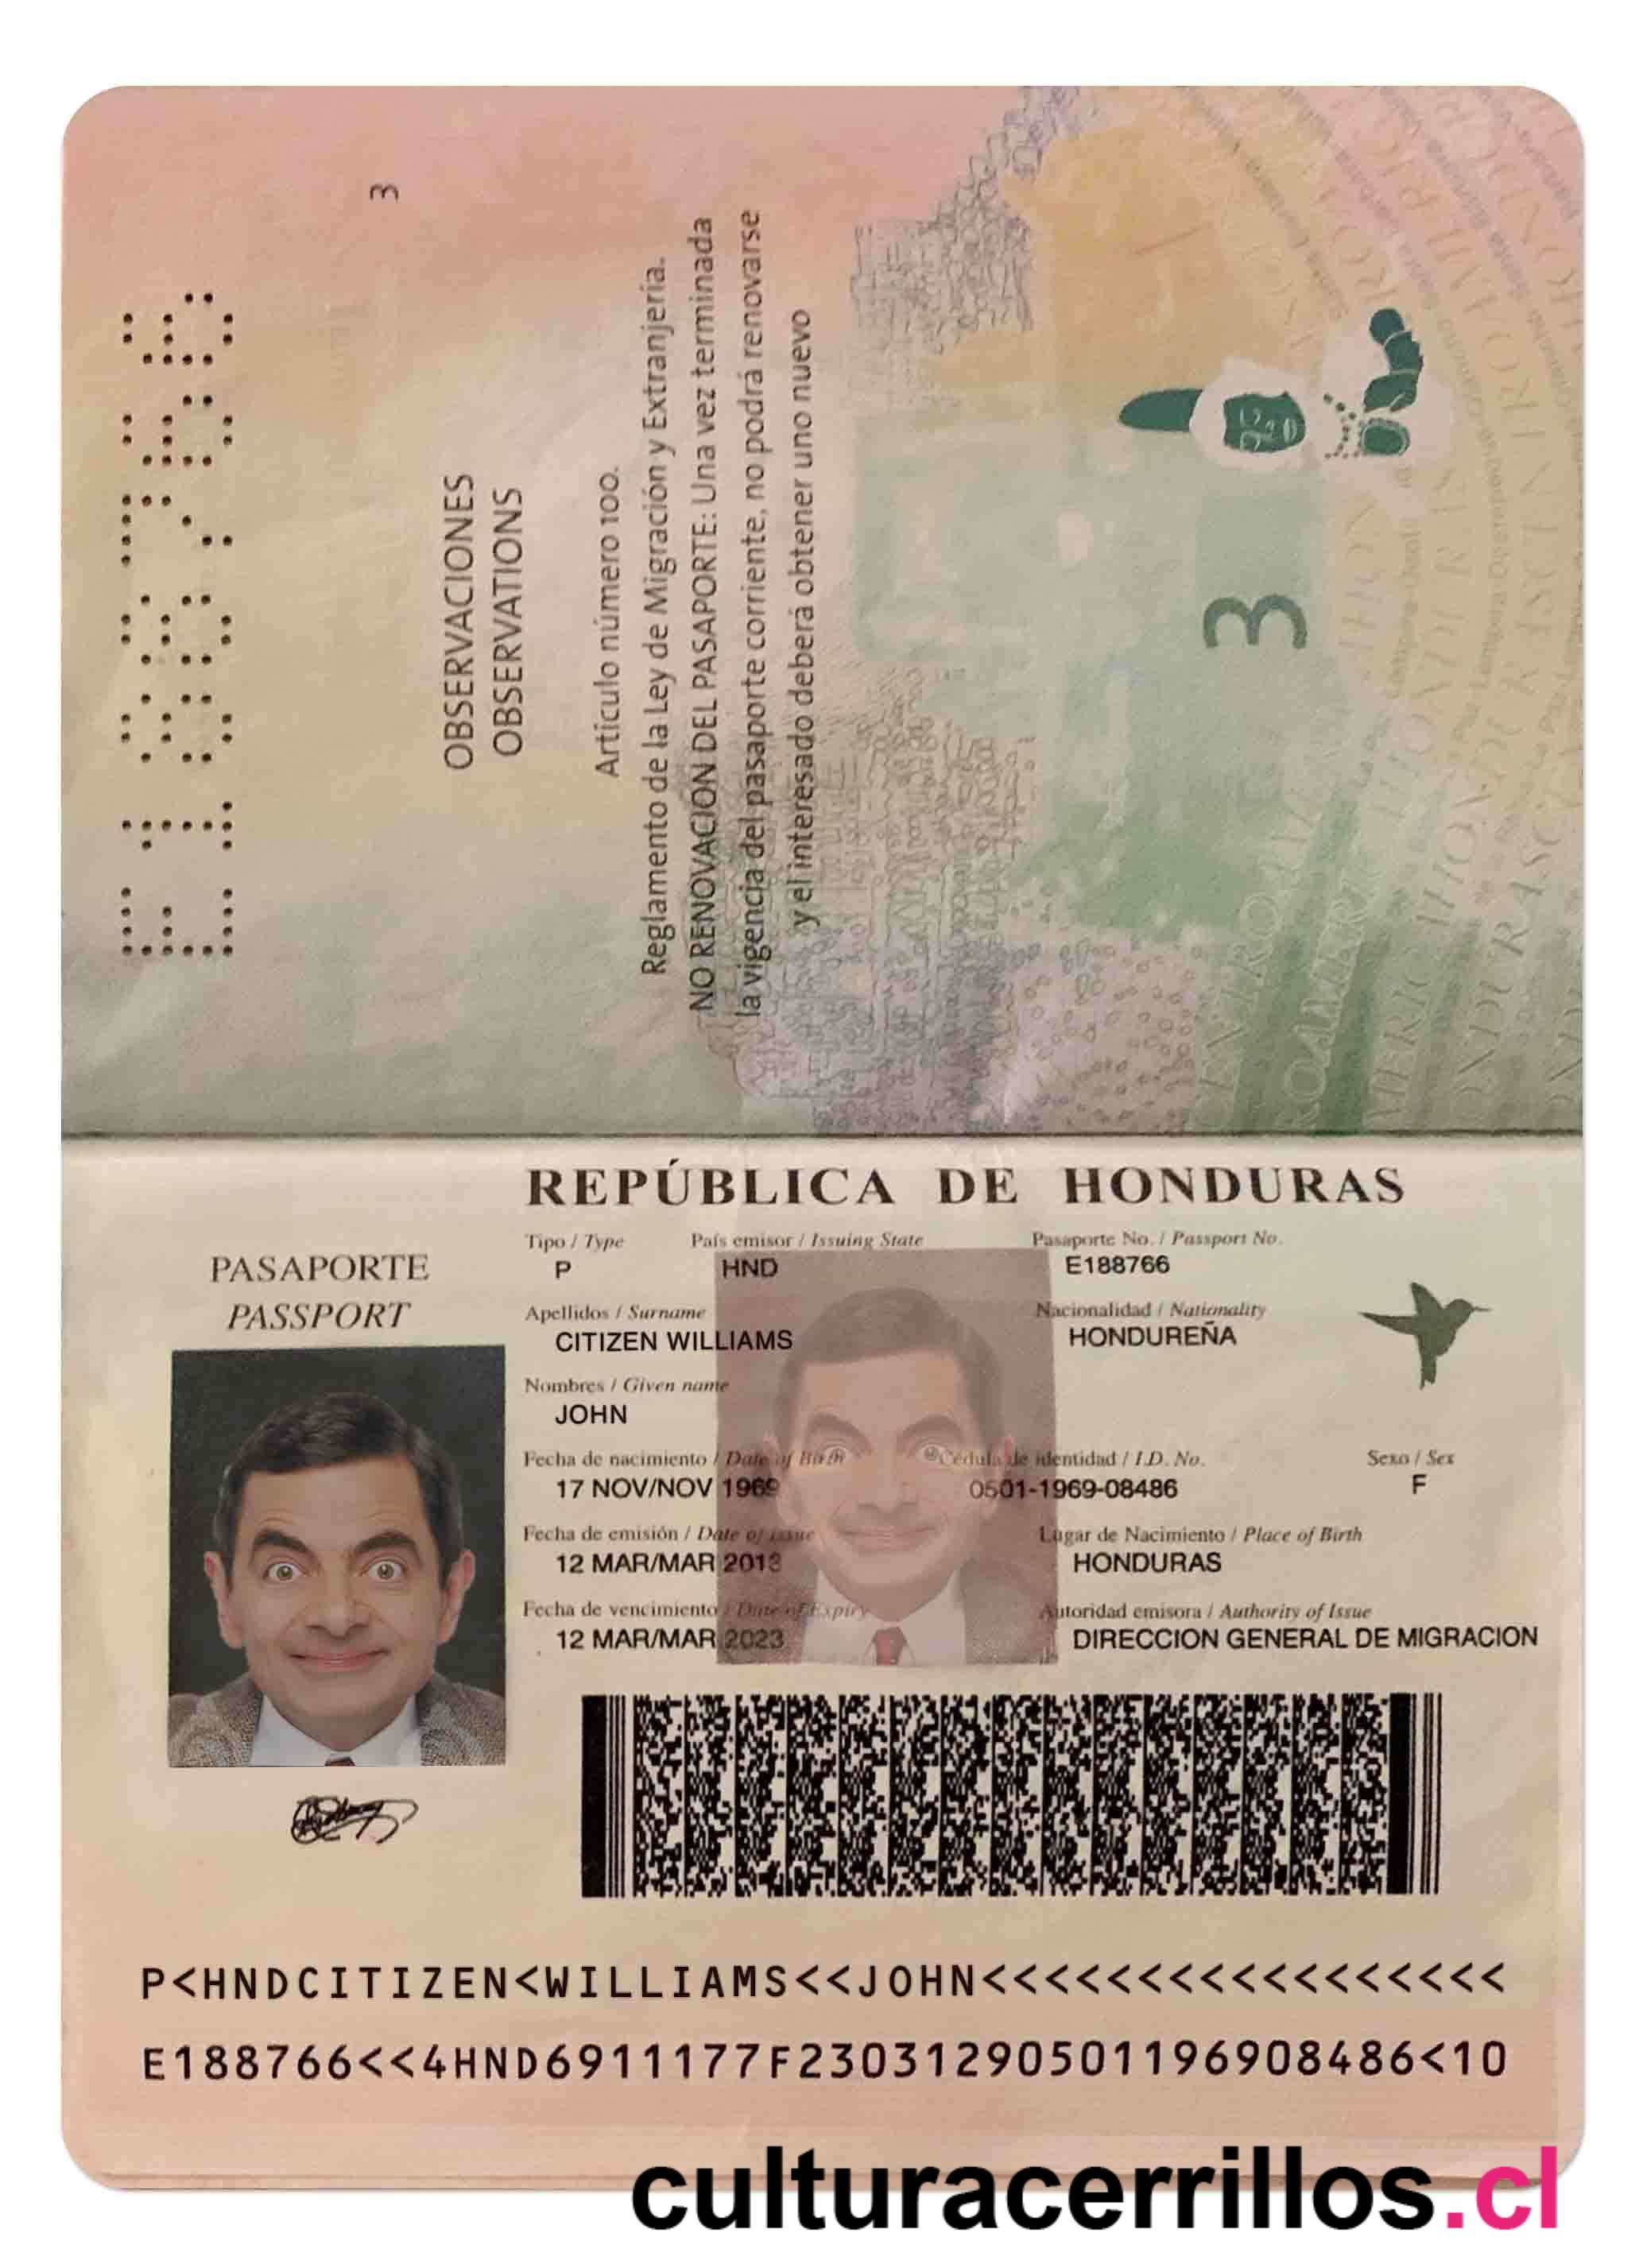 E188766
3
OBSERVACIONES
OBSERVATIONS
Artículo número 100.
Reglamento de la Ley de Migración y Extranjería.
NO RENOVACION DEL PASAPORTE: Una vez terminada
la vigencia del pasaporte corriente, no podrá renovarse
y el interesado deberá obtener uno nuevo
3
REPÚBLICA DE HONDURAS
PASAPORTE
PASSPORT
Tipo / Type
P
País emisor / Issuing State
HND
Pasaporte No. / Passport No.
E188766
Apellidos / Surname
CITIZEN WILLIAMS
Nacionalidad / Nationality
HONDUREÑA
Nombres / Given name
JOHN
Fecha de nacimiento / Date of Birth
17 NOV/NOV 1969
Cédula de identidad / I.D. No.
0501-1969-08486
Sexo / Sex
F
Fecha de emisión / Date of issue
12 MAR/MAR 2013
Lugar de Nacimiento / Place of Birth
HONDURAS
Fecha de vencimiento / Date of Expiry
12 MAR/MAR 2023
Autoridad emisora / Authority of Issue
DIRECCION GENERAL DE MIGRACION
P<HNDCITIZEN<WILLIAMS<<JOHN<<<<<<<<<<<<<<<<<
E188766<<4HND6911177F2303129050119690848​6<10
culturacerrillos.cl